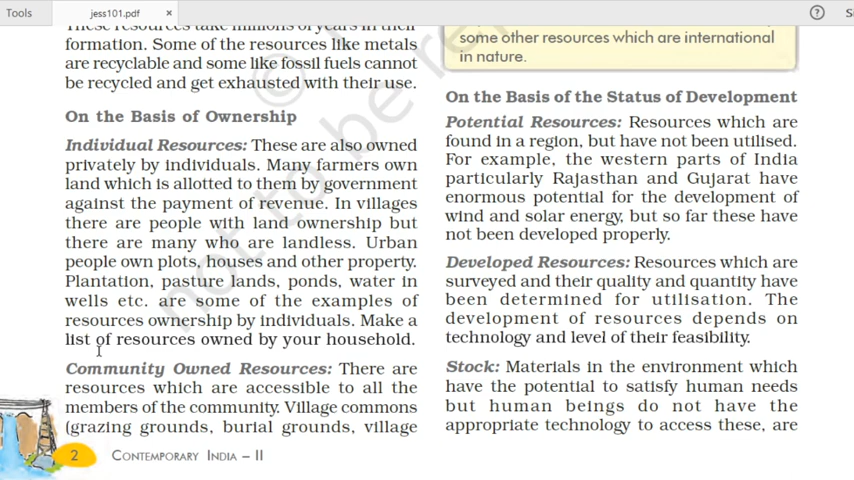 Tools
jess101.pdf
×
These resources take millions of years in their
formation. Some of the resources like metals
are recyclable and some like fossil fuels cannot
be recycled and get exhausted with their use.
On the Basis of Ownership
Individual Resources: These are also owned
privately by individuals. Many farmers own
land which is allotted to them by government
against the payment of revenue. In villages
there are people with land ownership but
there are many who are landless. Urban
people own plots, houses and other property.
Plantation, pasture lands, ponds, water in
wells etc. are some of the examples of
resources ownership by individuals. Make a
list of resources owned by your household.
Community Owned Resources: There are
resources which are accessible to all the
members of the community. Village commons
(grazing grounds, burial grounds, village
some other resources which are international
in nature.
On the Basis of the Status of Development
Potential Resources: Resources which are
found in a region, but have not been utilised.
For example, the western parts of India
particularly Rajasthan and Gujarat have
enormous potential for the development of
wind and solar energy, but so far these have
not been developed properly.
Developed Resources: Resources which are
surveyed and their quality and quantity have
been determined for utilisation. The
development of resources depends on
technology and level of their feasibility.
Stock: Materials in the environment which
have the potential to satisfy human needs
but human beings do not have the
appropriate technology to access these, are
2 Contemporary India – II
not to be re